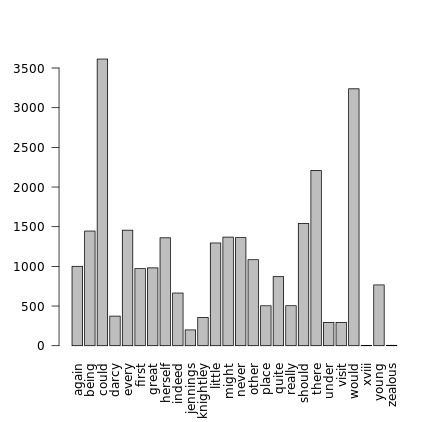 3500
3000
2500
2000
1500
1000
500
0
again
being
could
darcy
every
first
great
herself
indeed
jennings
knightley
little
might
never
other
place
quite
really
should
there
under
visit
would
xviii
young
zealous